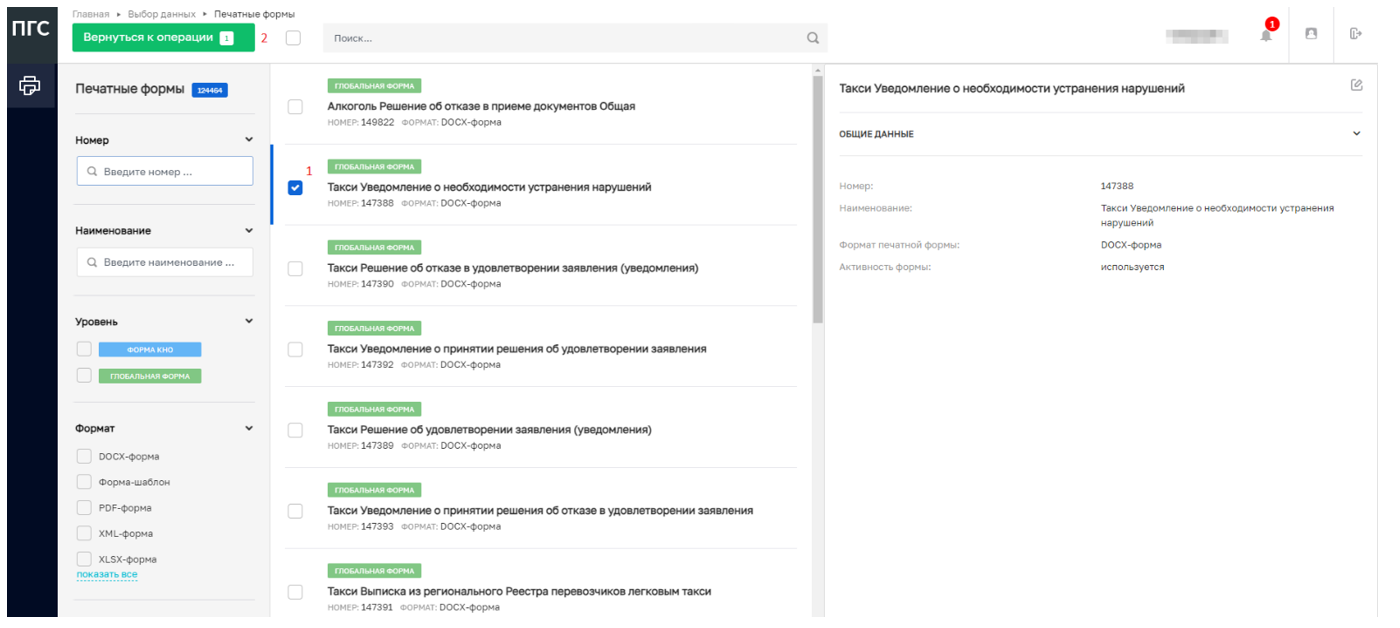 ПГС
Главная ▸ Выбор данных ▸ Печатные формы
Вернуться к операции 1
2
Поиск...
1
Печатные формы 124464
Номер
Введите номер ...
Наименование
Введите наименование ...
Уровень
ФОРМА КНО
ГЛОБАЛЬНАЯ ФОРМА
Формат
DOCX-форма
Форма-шаблон
PDF-форма
XML-форма
XLSX-форма
показать все
ГЛОБАЛЬНАЯ ФОРМА
Алкоголь Решение об отказе в приеме документов Общая
НОМЕР: 149822 ФОРМАТ: DOCX-форма
1
ГЛОБАЛЬНАЯ ФОРМА
Такси Уведомление о необходимости устранения нарушений
НОМЕР: 147388 ФОРМАТ: DOCX-форма
ГЛОБАЛЬНАЯ ФОРМА
Такси Решение об отказе в удовлетворении заявления (уведомления)
НОМЕР: 147390 ФОРМАТ: DOCX-форма
ГЛОБАЛЬНАЯ ФОРМА
Такси Уведомление о принятии решения об удовлетворении заявления
НОМЕР: 147392 ФОРМАТ: DOCX-форма
ГЛОБАЛЬНАЯ ФОРМА
Такси Решение об удовлетворении заявления (уведомления)
НОМЕР: 147389 ФОРМАТ: DOCX-форма
ГЛОБАЛЬНАЯ ФОРМА
Такси Уведомление о принятии решения об отказе в удовлетворении заявления
НОМЕР: 147393 ФОРМАТ: DOCX-форма
ГЛОБАЛЬНАЯ ФОРМА
Такси Выписка из регионального Реестра перевозчиков легковым такси
НОМЕР: 147391 ФОРМАТ: DOCX-форма
Такси Уведомление о необходимости устранения нарушений
ОБЩИЕ ДАННЫЕ
Номер: 147388
Наименование: Такси Уведомление о необходимости устранения
нарушений
Формат печатной формы: DOCX-форма
Активность формы: используется